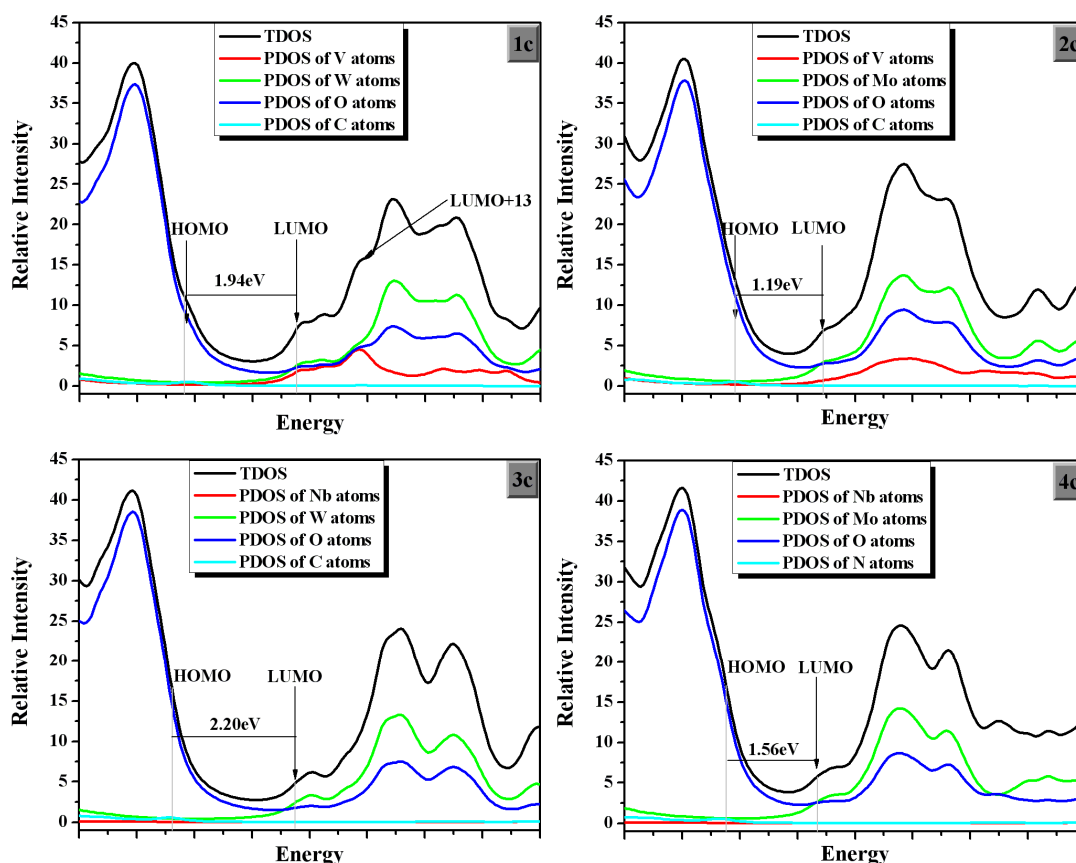 45
40
35
30
25
20
15
10
5
0
Relative Intensity
Energy
TDOS
PDOS of V atoms
PDOS of W atoms
PDOS of O atoms
PDOS of C atoms
1c
HOMO
LUMO
LUMO+13
1.94eV
45
40
35
30
25
20
15
10
5
0
Relative Intensity
Energy
TDOS
PDOS of V atoms
PDOS of Mo atoms
PDOS of O atoms
PDOS of C atoms
2c
HOMO
LUMO
1.19eV
45
40
35
30
25
20
15
10
5
0
Relative Intensity
Energy
TDOS
PDOS of Nb atoms
PDOS of W atoms
PDOS of O atoms
PDOS of C atoms
3c
HOMO
LUMO
2.20eV
45
40
35
30
25
20
15
10
5
0
Relative Intensity
Energy
TDOS
PDOS of Nb atoms
PDOS of Mo atoms
PDOS of O atoms
PDOS of N atoms
4c
HOMO
LUMO
1.56eV